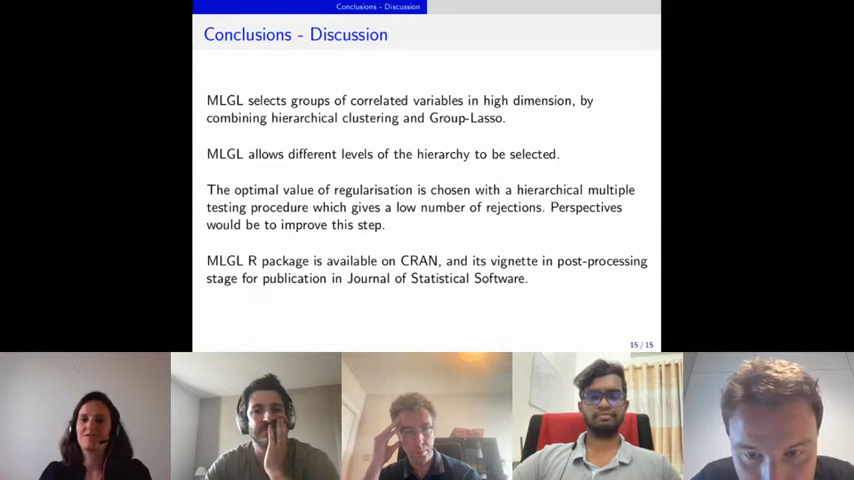 Conclusions - Discussion
Conclusions - Discussion
MLGL selects groups of correlated variables in high dimension, by
combining hierarchical clustering and Group-Lasso.
MLGL allows different levels of the hierarchy to be selected.
The optimal value of regularisation is chosen with a hierarchical multiple
testing procedure which gives a low number of rejections. Perspectives
would be to improve this step.
MLGL R package is available on CRAN, and its vignette in post-processing
stage for publication in Journal of Statistical Software.
15 / 15